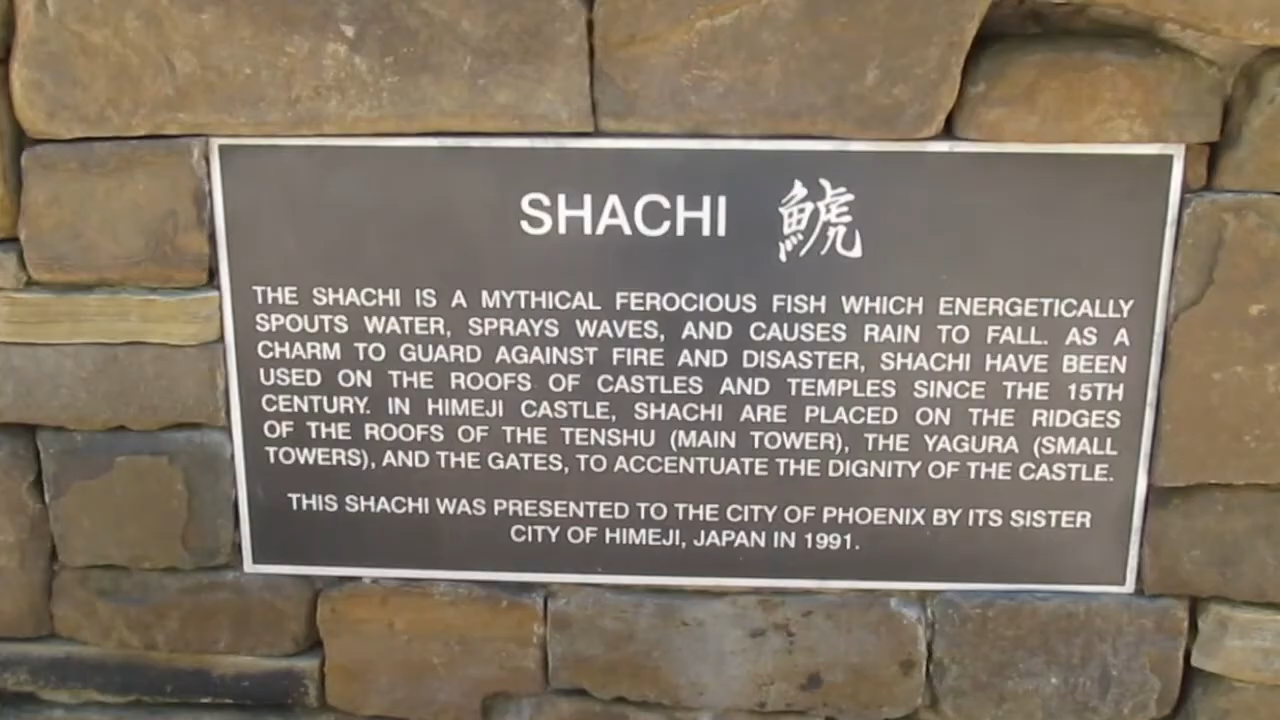 SHACHI 鯱
THE SHACHI IS A MYTHICAL FEROCIOUS FISH WHICH ENERGETICALLY
SPOUTS WATER, SPRAYS WAVES, AND CAUSES RAIN TO FALL. AS A
CHARM TO GUARD AGAINST FIRE AND DISASTER, SHACHI HAVE BEEN
USED ON THE ROOFS OF CASTLES AND TEMPLES SINCE THE 15TH
CENTURY. IN HIMEJI CASTLE, SHACHI ARE PLACED ON THE RIDGES
OF THE ROOFS OF THE TENSHU (MAIN TOWER), THE YAGURA (SMALL
TOWERS), AND THE GATES, TO ACCENTUATE THE DIGNITY OF THE CASTLE.
THIS SHACHI WAS PRESENTED TO THE CITY OF PHOENIX BY ITS SISTER
CITY OF HIMEJI, JAPAN IN 1991.